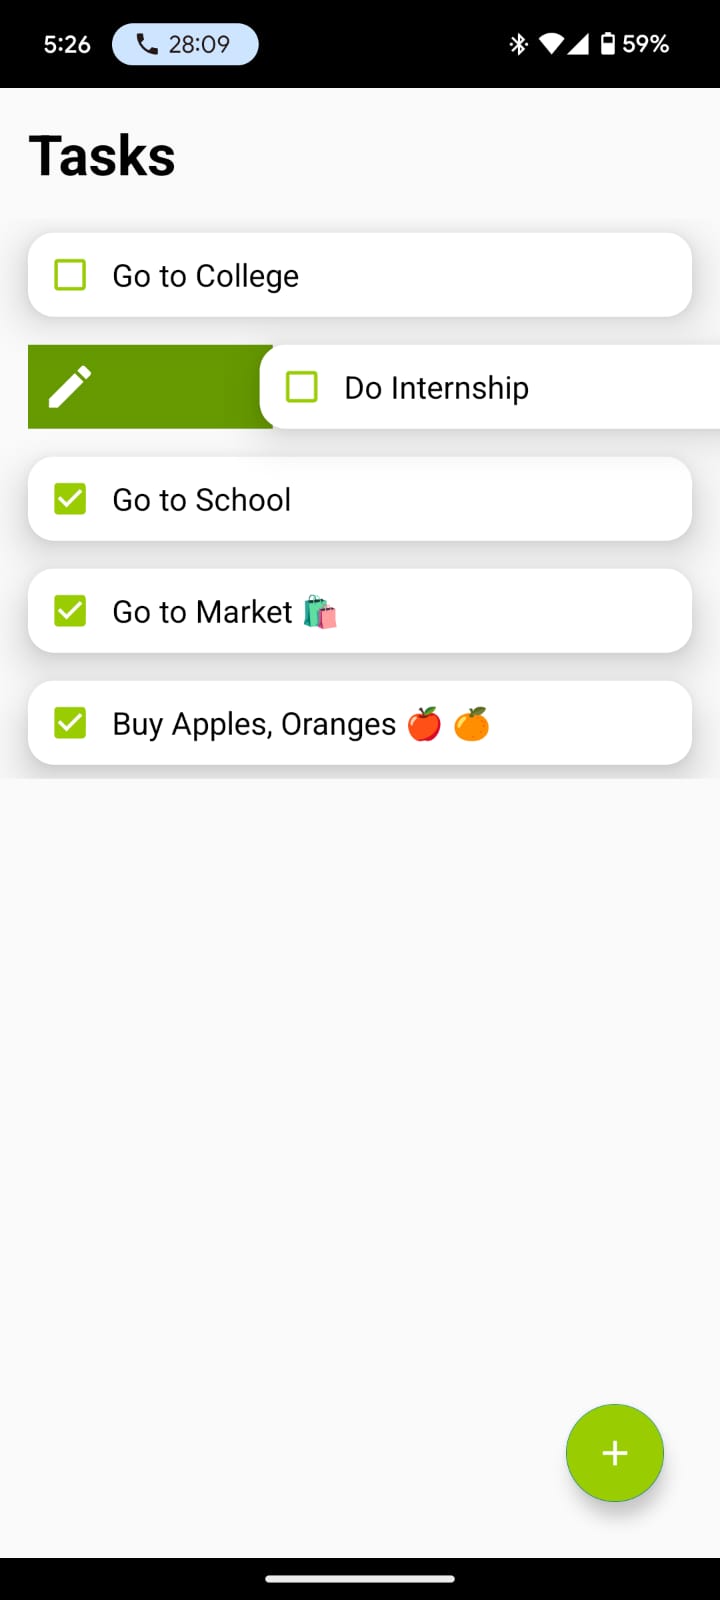 5:26 28:09 59%
Tasks
Go to College
Do Internship
Go to School
Go to Market 🛍️
Buy Apples, Oranges 🍎 🍊